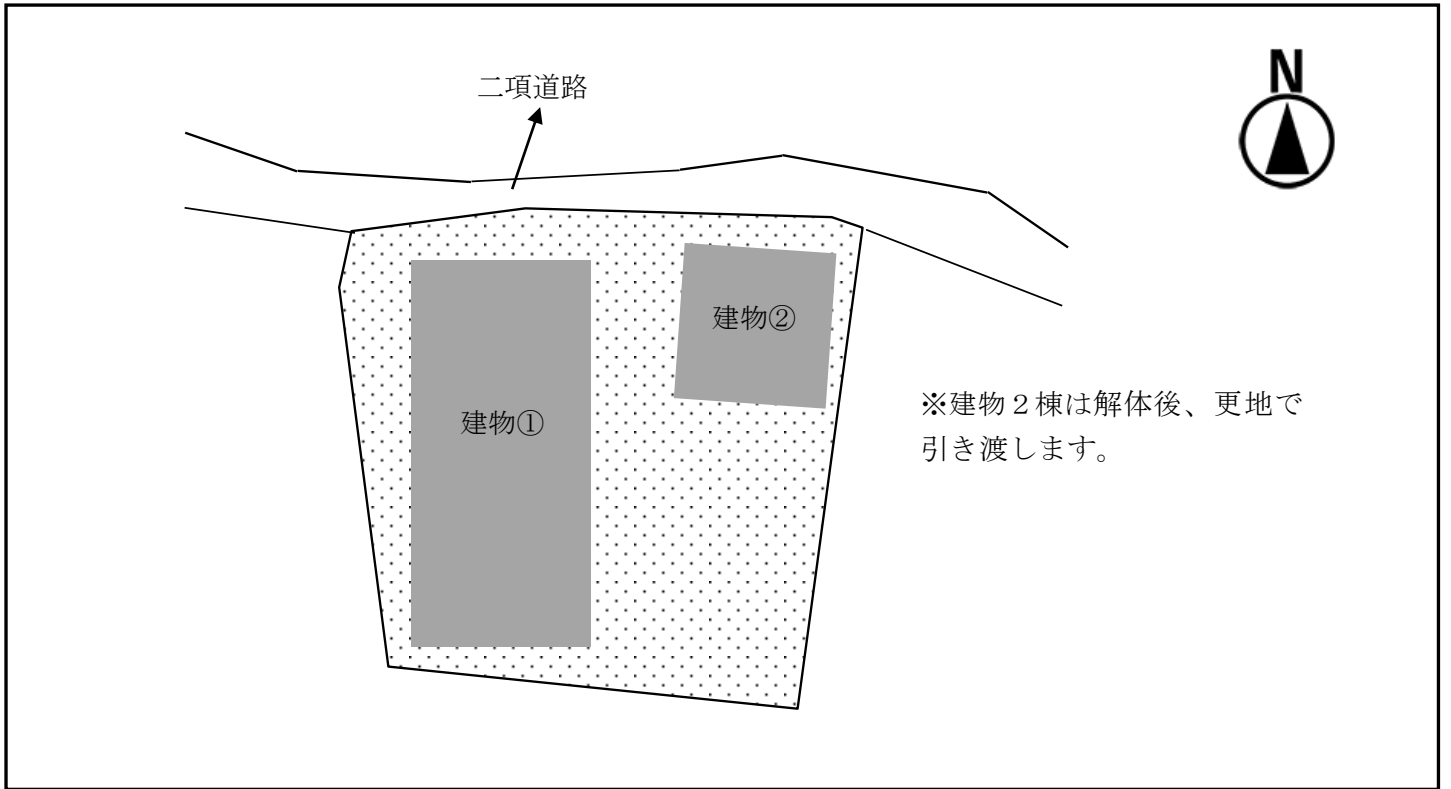 N
二項道路
建物②
建物①
※建物２棟は解体後、更地で
引き渡します。